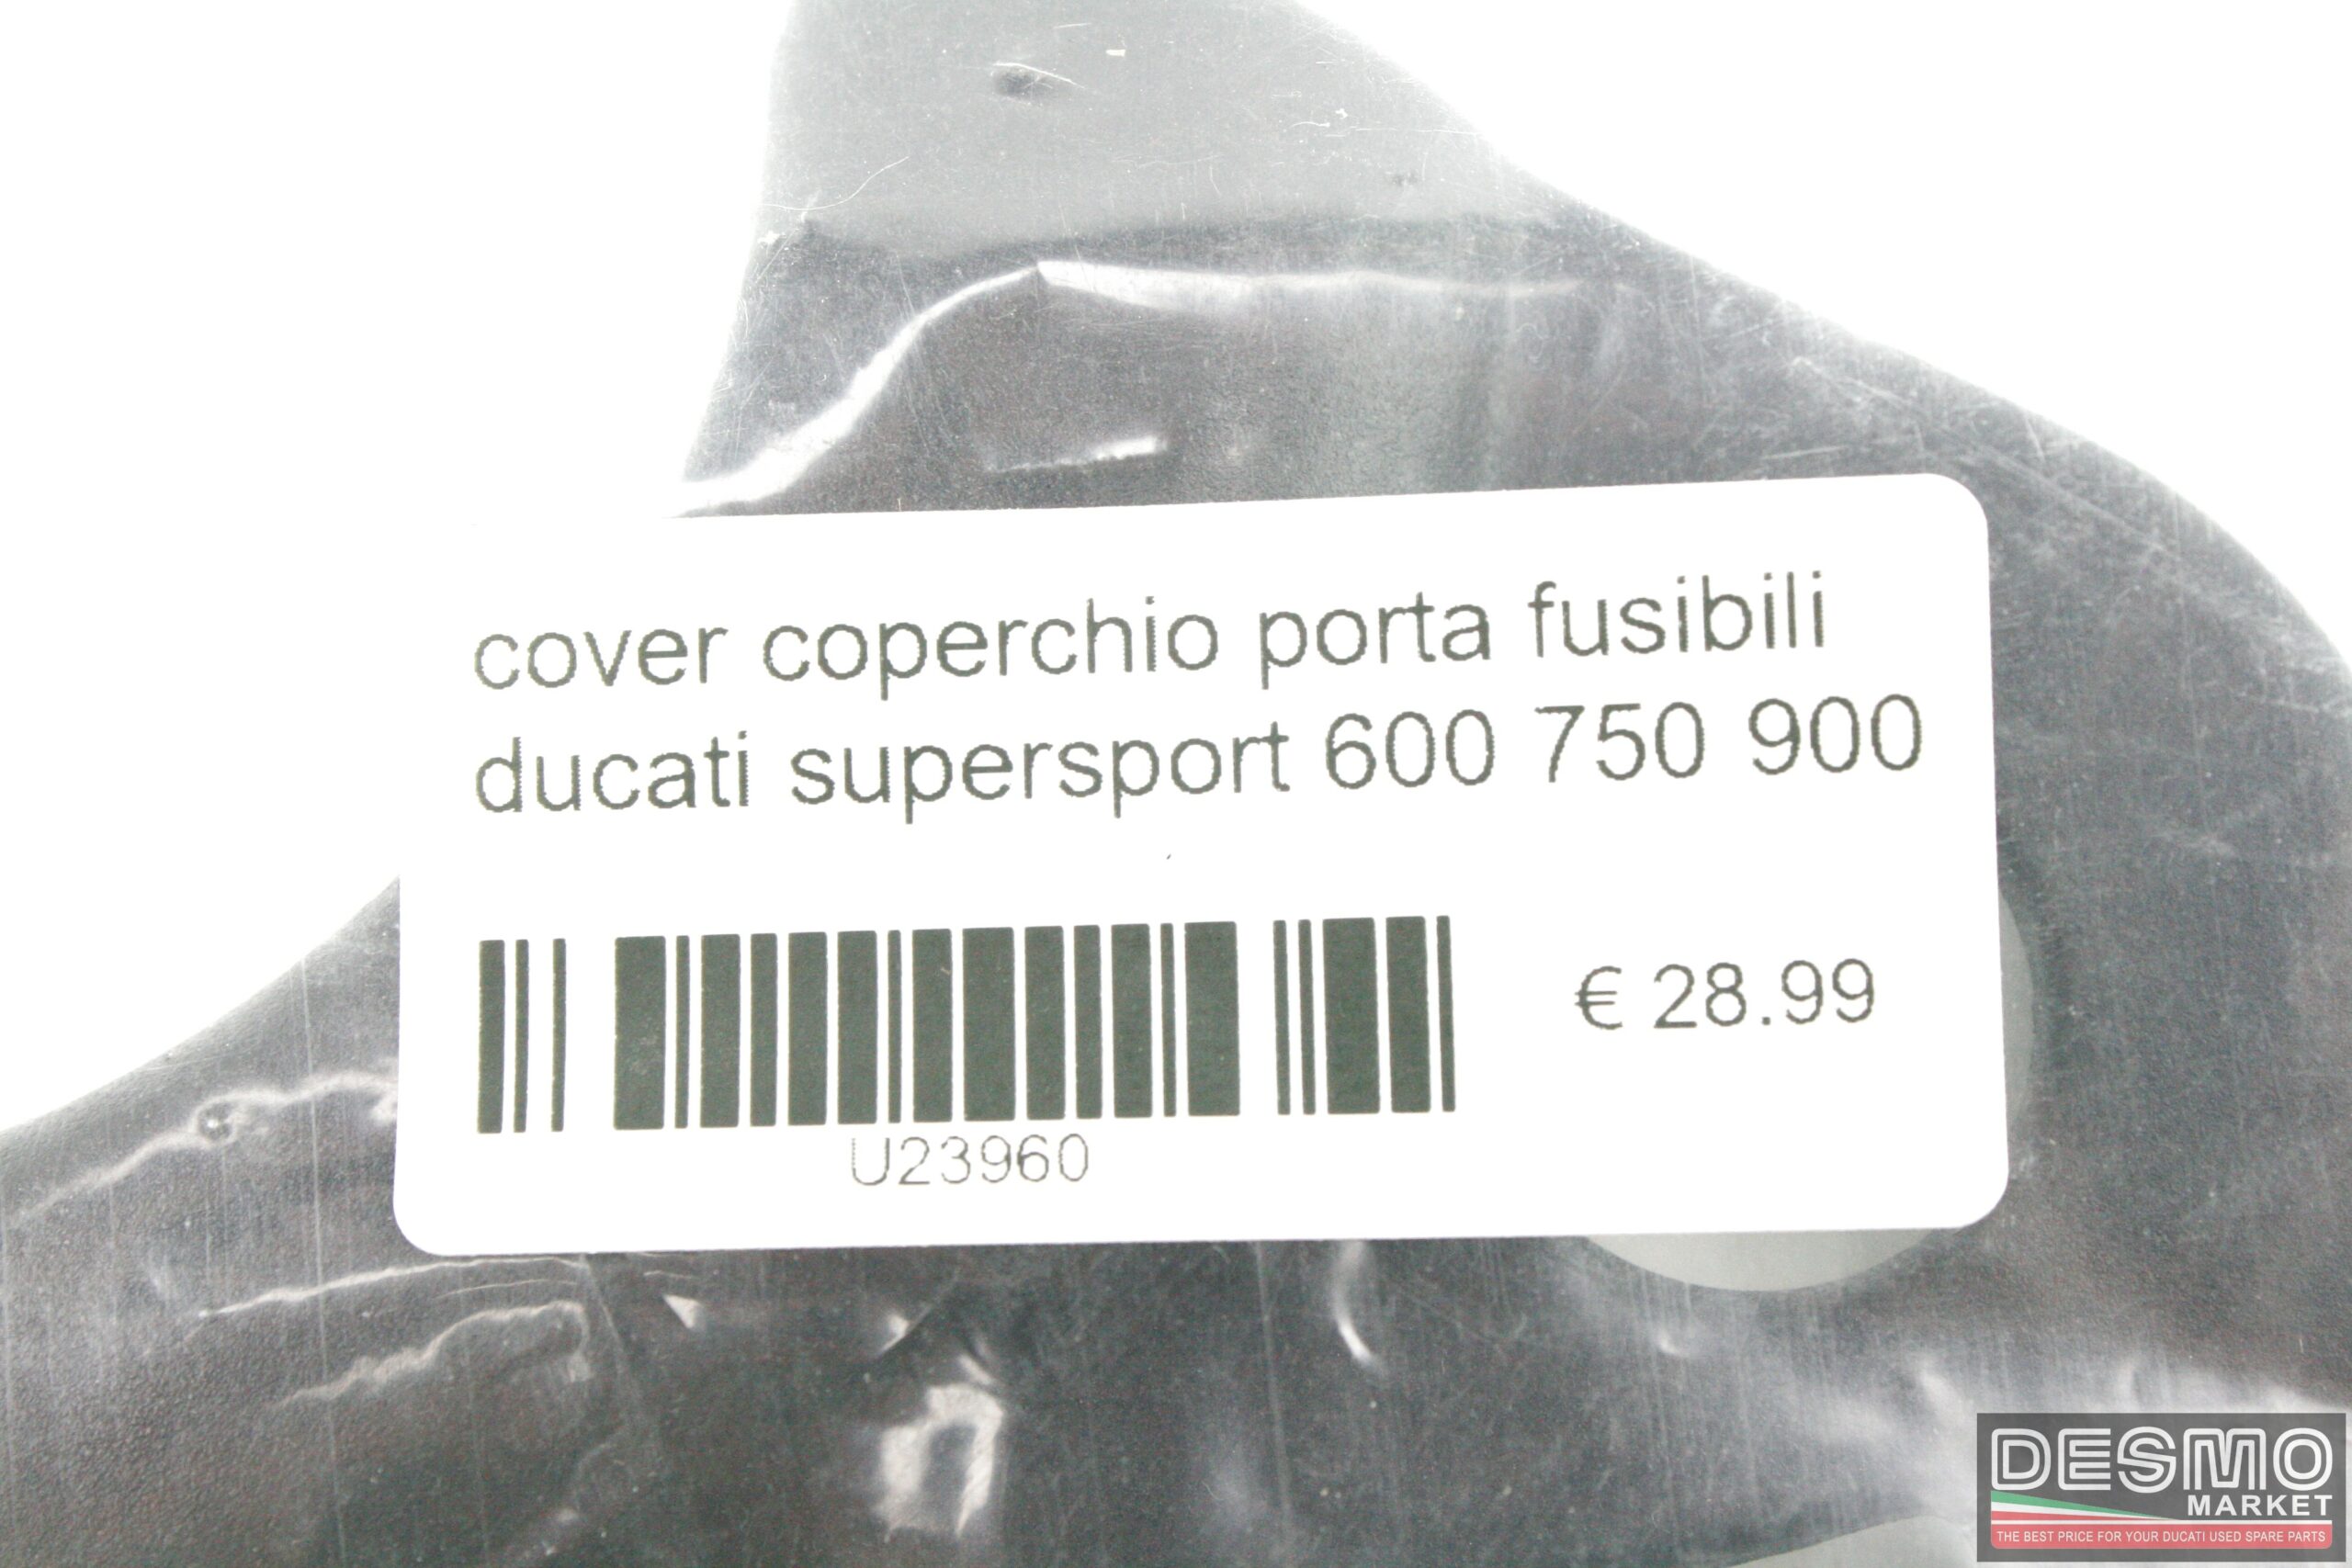 cover coperchio porta fusibili
ducati supersport 600 750 900
€ 28.99
U23960
DESMO
MARKET
THE BEST PRICE FOR YOUR DUCATI USED SPARE PARTS